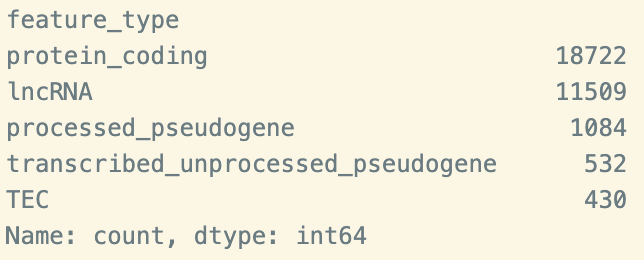 feature_type
protein_coding                        18722
lncRNA                                11509
processed_pseudogene                   1084
transcribed_unprocessed_pseudogene      532
TEC                                     430
Name: count, dtype: int64